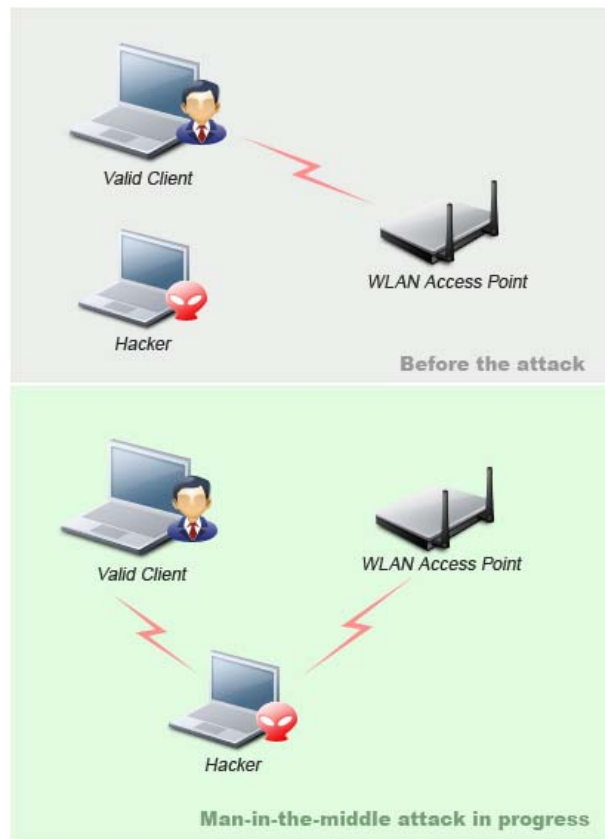 Valid Client
WLAN Access Point
Hacker
Before the attack
Valid Client
WLAN Access Point
Hacker
Man-in-the-middle attack in progress